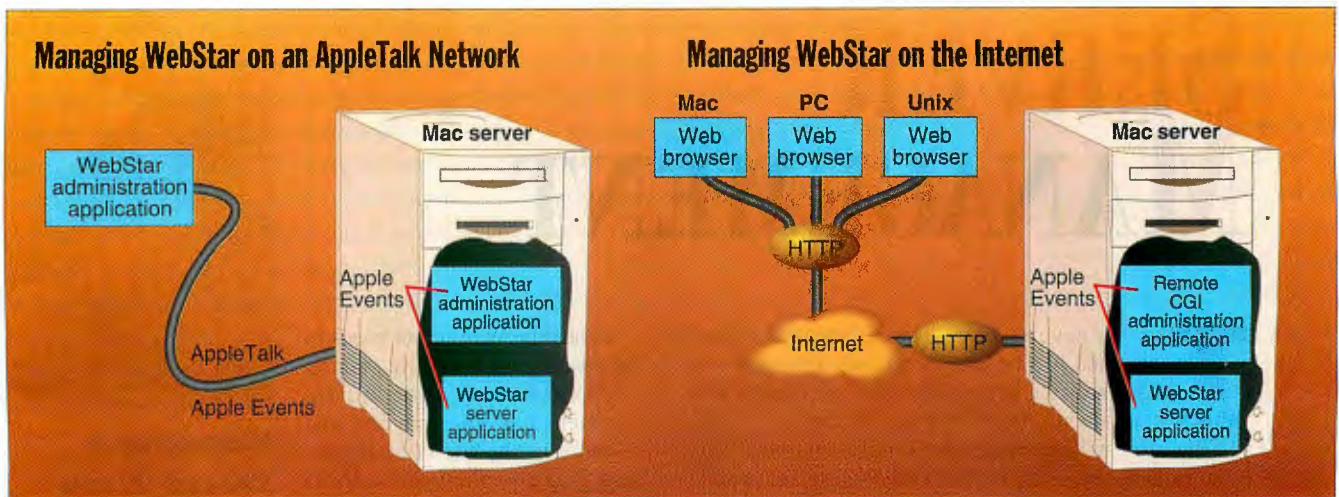 Managing WebStar on an AppleTalk Network
WebStar
administration
application
AppleTalk
Apple Events
Mac server
Apple
Events
WebStar
administration
application
WebStar
server
application
Managing WebStar on the Internet
Mac
PC
Unix
Web
browser
Web
browser
Web
browser
HTTP
Internet
HTTP
Mac server
Apple
Events
Remote
CGI
administration
application
WebStar
server
application